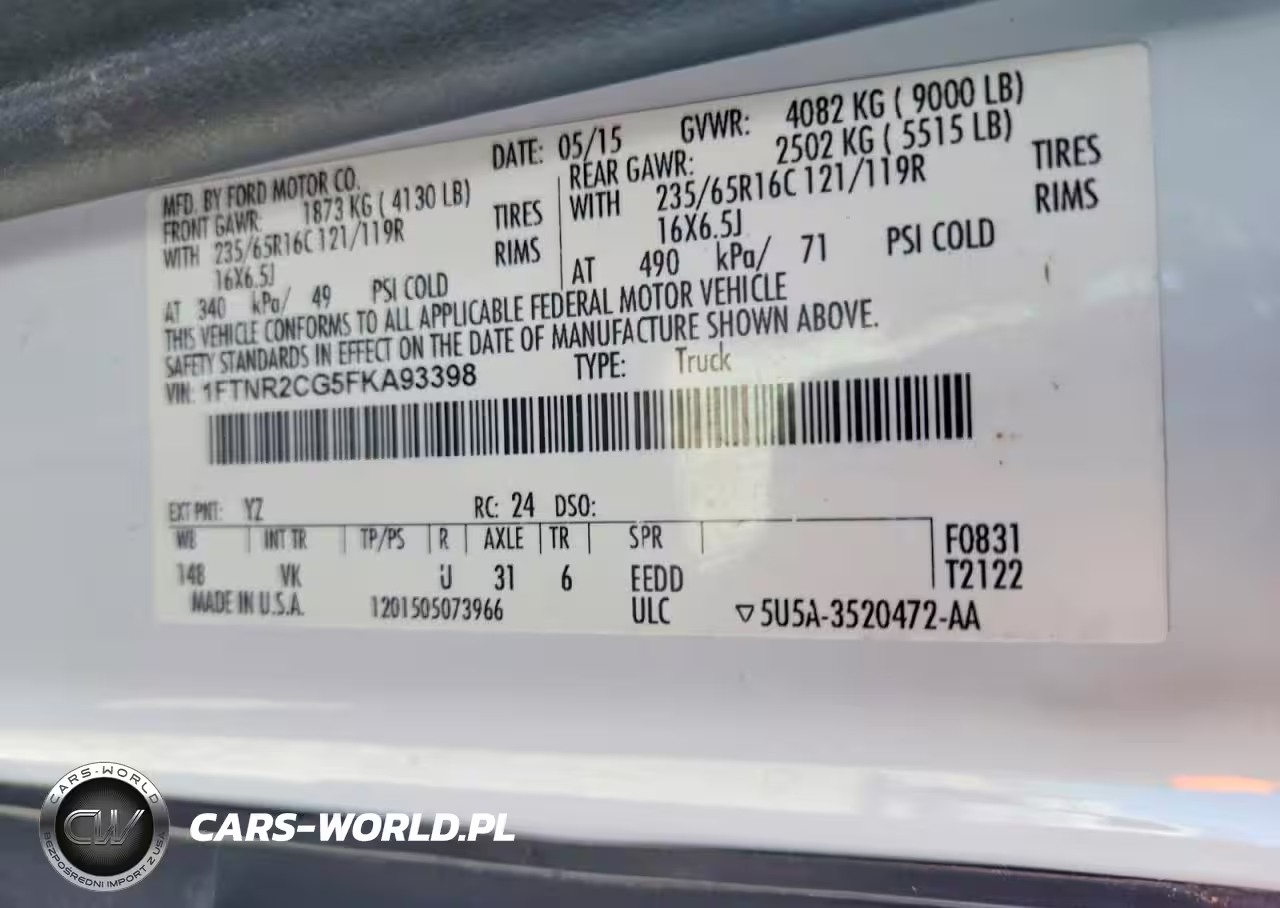 MFD. BY FORD MOTOR CO. DATE: 05/15 GVWR: 4082 KG ( 9000 LB)
FRONT GAWR: 1873 KG ( 4130 LB) REAR GAWR: 2502 KG ( 5515 LB)
WITH 235/65R16C 121/119R TIRES WITH 235/65R16C 121/119R TIRES
16X6.5J RIMS 16X6.5J RIMS
AT 340 kPa/ 49 PSI COLD AT 490 kPa/ 71 PSI COLD
THIS VEHICLE CONFORMS TO ALL APPLICABLE FEDERAL MOTOR VEHICLE
SAFETY STANDARDS IN EFFECT ON THE DATE OF MANUFACTURE SHOWN ABOVE.
VIN: 1FTNR2CG5FKA93398 TYPE: Truck
EXT PNT: YZ RC: 24 DSO:
WB INT TR TP/PS R AXLE TR SPR F0831
148 VK U 31 6 EEDD T2122
MADE IN U.S.A. 1201505073966 ULC ▽5U5A-3520472-AA
CARS-WORLD
CW
BEZPOŚREDNI IMPORT Z USA
CARS-WORLD.PL